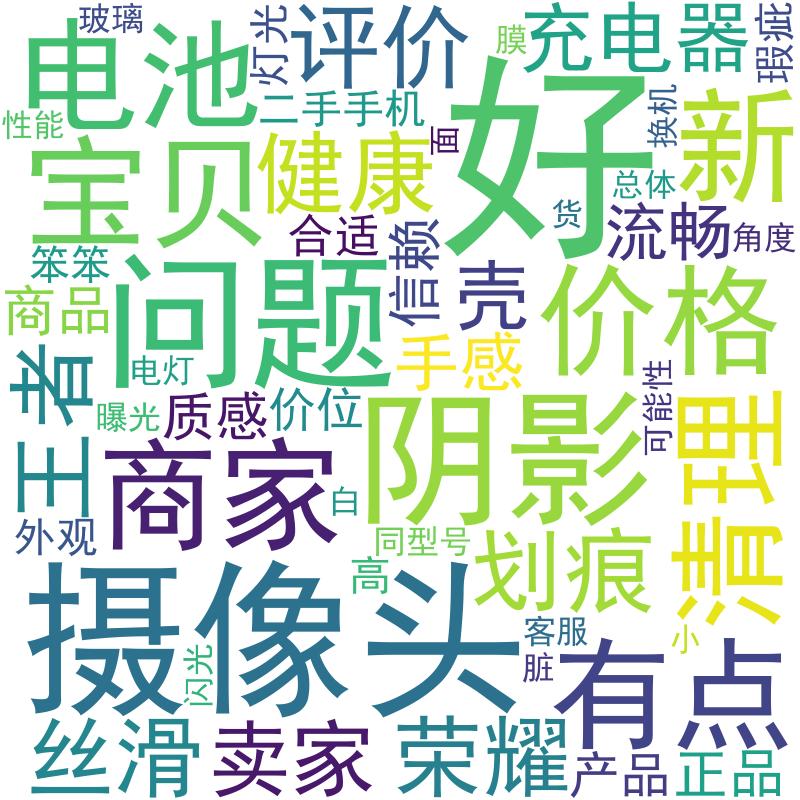 玻璃
电池
灯光
评价
充电器
瑕疵
膜
二手手机
性能
好
换机
新
面
宝贝
健康
总体
货
合适
信赖
流畅
角度
笨笨
问题
壳
价格
商品
手感
王者
电灯
可能性
曝光
质感
价位
阴影
清理
商家
白
外观
同型号
划痕
高
摄像头
客服
小
脏
有点
闪光
丝滑
卖家
荣耀
产品
正品